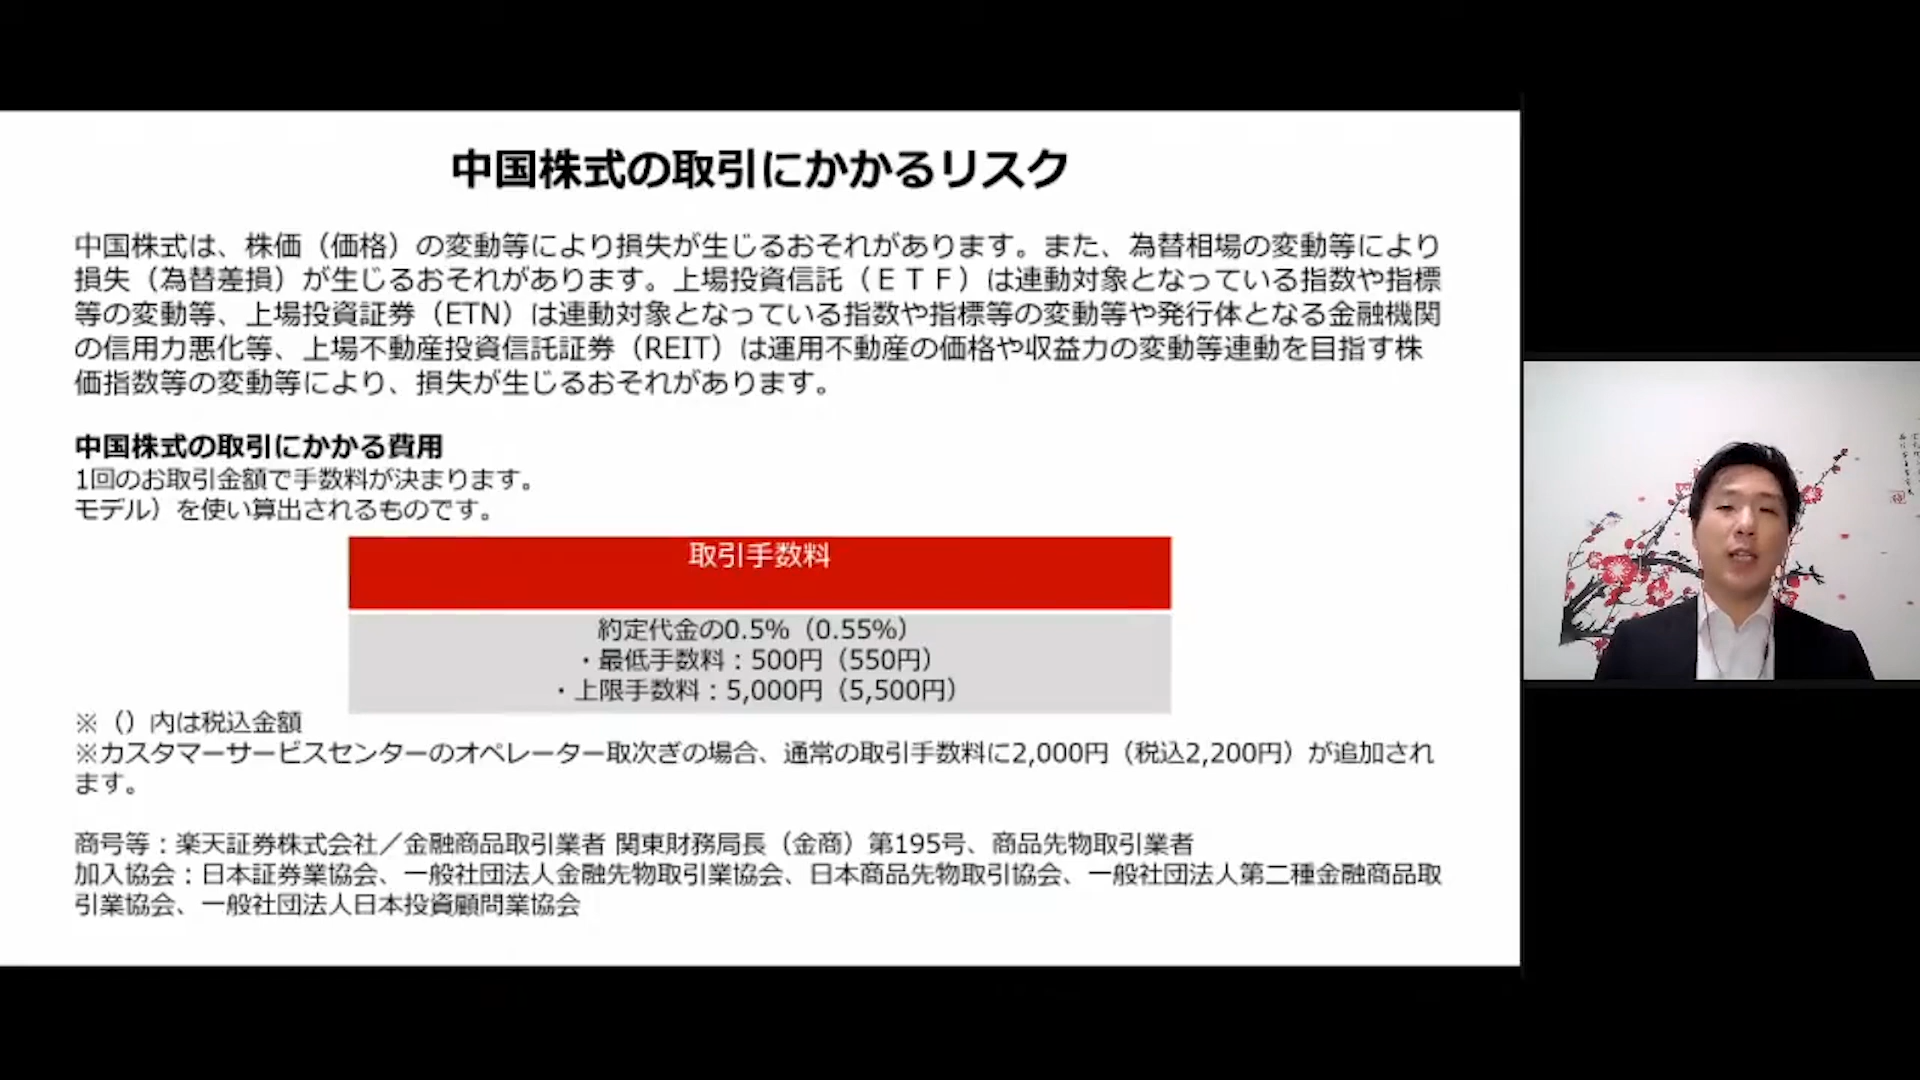 中国株式の取引にかかるリスク
中国株式は、株価（価格）の変動等により損失が生じるおそれがあります。また、為替相場の変動等により
損失（為替差損）が生じるおそれがあります。上場投資信託（ＥＴＦ）は連動対象となっている指数や指標
等の変動等、上場投資証券（ETN）は連動対象となっている指数や指標等の変動等や発行体となる金融機関
の信用力悪化等、上場不動産投資信託証券（REIT）は運用不動産の価格や収益力の変動等連動を目指す株
価指数等の変動等により、損失が生じるおそれがあります。
中国株式の取引にかかる費用
1回のお取引金額で手数料が決まります。
モデル）を使い算出されるものです。
取引手数料
約定代金の0.5%（0.55%）
・最低手数料：500円（550円）
・上限手数料：5,000円（5,500円）
※（）内は税込金額
※カスタマーサービスセンターのオペレーター取次ぎの場合、通常の取引手数料に2,000円（税込2,200円）が追加され
ます。
商号等：楽天証券株式会社／金融商品取引業者 関東財務局長（金商）第195号、商品先物取引業者
加入協会：日本証券業協会、一般社団法人金融先物取引業協会、日本商品先物取引協会、一般社団法人第二種金融商品取
引業協会、一般社団法人日本投資顧問業協会